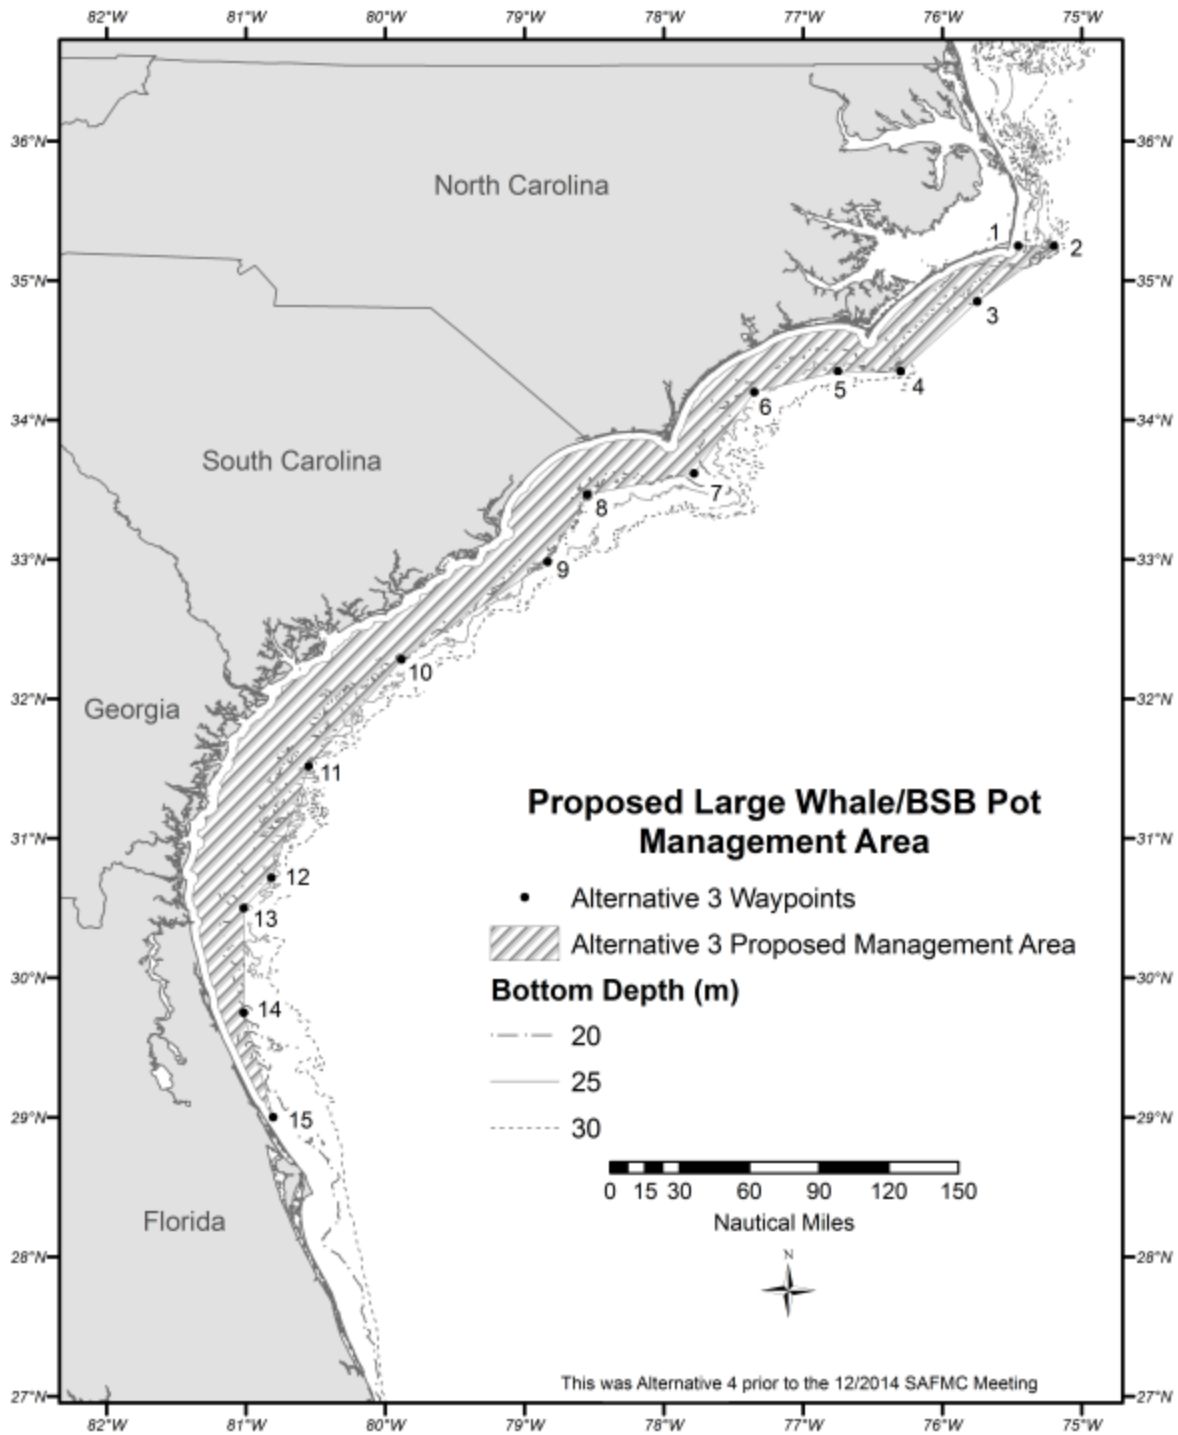 82°W 81°W 80°W 79°W 78°W 77°W 76°W 75°W
36°N 36°N
North Carolina
1
2
35°N 35°N
3
5
4
6
34°N 34°N
South Carolina
7
8
33°N 33°N
9
10
32°N 32°N
Georgia
11
Proposed Large Whale/BSB Pot
Management Area
31°N 31°N
12
Alternative 3 Waypoints
13
Alternative 3 Proposed Management Area
30°N 30°N
Bottom Depth (m)
14
20
25
29°N 29°N
15
30
0 15 30 60 90 120 150
Nautical Miles
Florida
N
28°N 28°N
This was Alternative 4 prior to the 12/2014 SAFMC Meeting
27°N 27°N
82°W 81°W 80°W 79°W 78°W 77°W 76°W 75°W